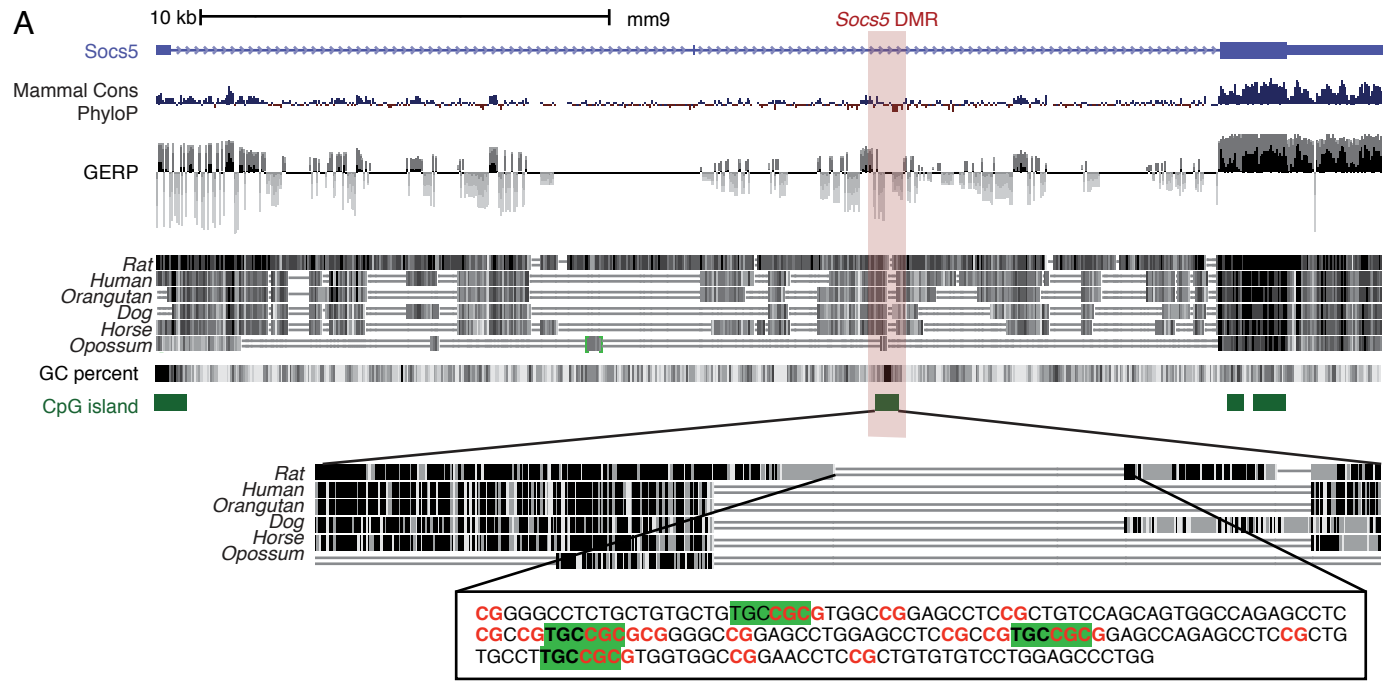 A
10 kb
mm9
Socs5 DMR
Socs5
Mammal Cons
PhyloP
GERP
Rat
Human
Orangutan
Dog
Horse
Opossum
GC percent
CpG island
Rat
Human
Orangutan
Dog
Horse
Opossum
CGGGGCCTCTGCTGTGCTGTGCCGCGTGGCCGGAGCCTCCGCTGTCCAGCAGTGGCCAGAGCCTC
CGCCGTGCCGCGCGGGGCCGGAGCCTGGAGCCTCCGCCGTGCCGCGGAGCCAGAGCCTCCGCTG
TGCCTTGCCGCGTGGTGGCCGGAACCTCCGCTGTGTGTCCTGGAGCCCTGG